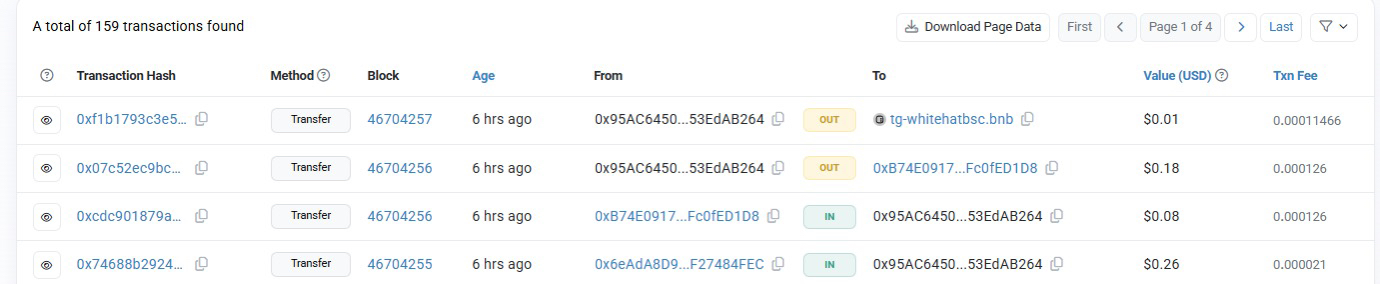 A total of 159 transactions found Download Page Data First Page 1 of 4 Last
Transaction Hash Method Block Age From To Value (USD) Txn Fee
0xf1b1793c3e5... Transfer 46704257 6 hrs ago 0x95AC6450...53EdAB264 OUT tg-whitehatbsc.bnb $0.01 0.00011466
0x07c52ec9bc... Transfer 46704256 6 hrs ago 0x95AC6450...53EdAB264 OUT 0xB74E0917...Fc0fED1D8 $0.18 0.000126
0xcdc901879a... Transfer 46704256 6 hrs ago 0xB74E0917...Fc0fED1D8 IN 0x95AC6450...53EdAB264 $0.08 0.000126
0x74688b2924... Transfer 46704255 6 hrs ago 0x6eAdA8D9...F27484FEC IN 0x95AC6450...53EdAB264 $0.26 0.000021